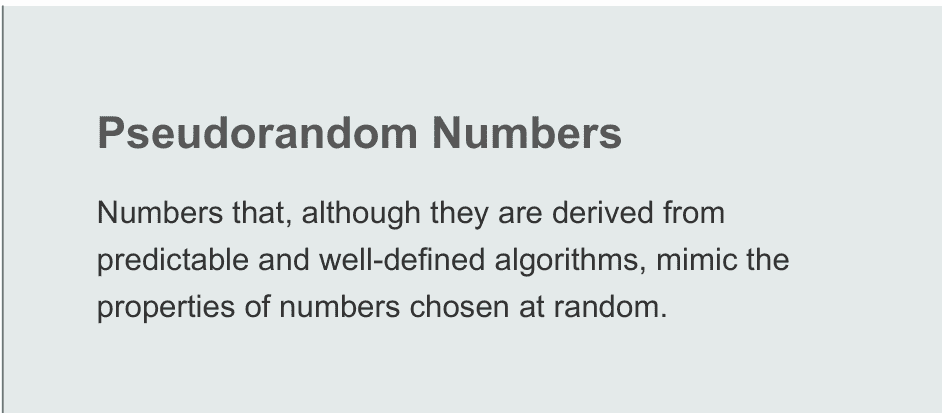 Pseudorandom Numbers
Numbers that, although they are derived from
predictable and well-defined algorithms, mimic the
properties of numbers chosen at random.